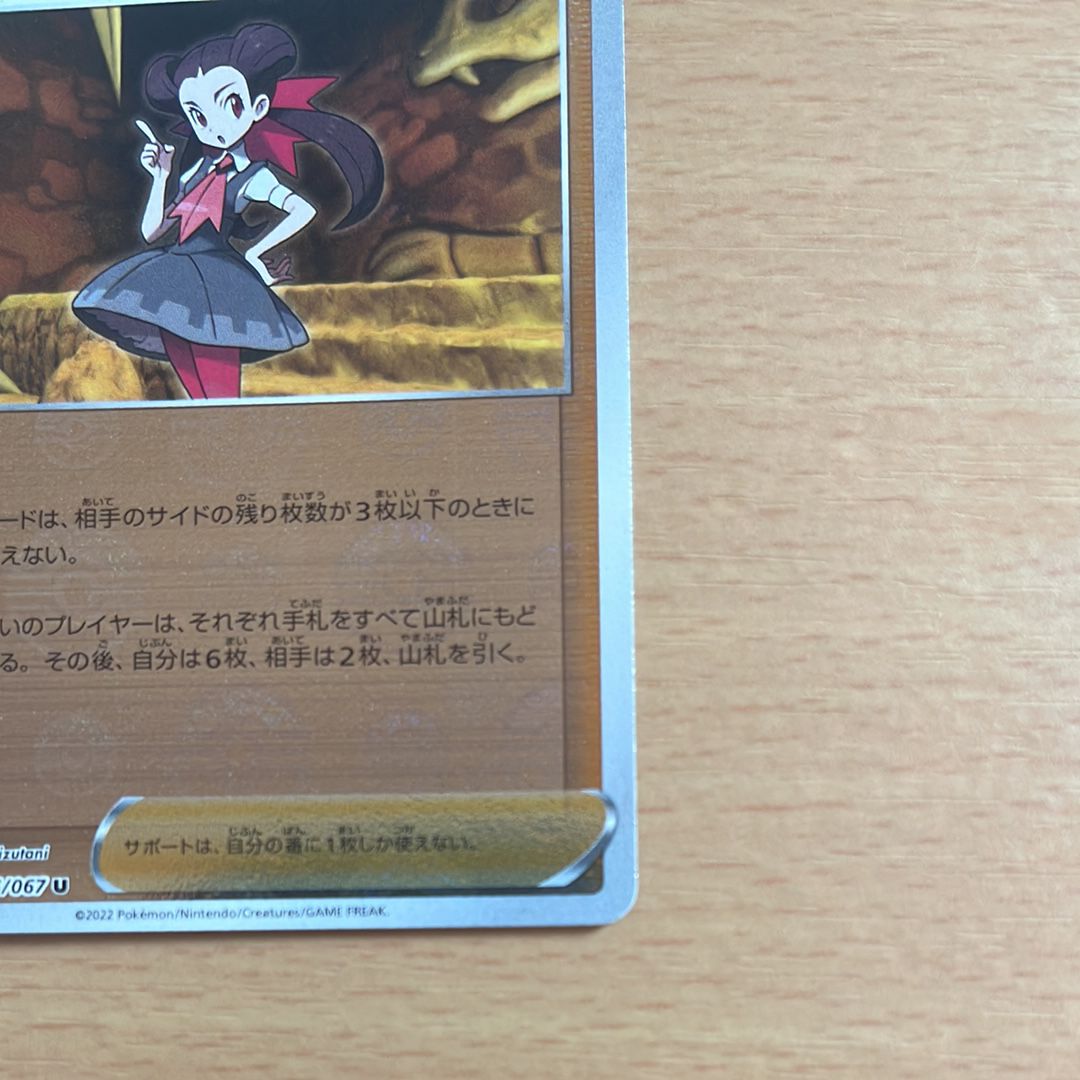 ードは、相手のサイドの残り枚数が3枚以下のときに
えない。
いのプレイヤーは、それぞれ手札をすべて山札にもど
る。その後、自分は6枚、相手は2枚、山札を引く。
サポートは、自分の番に1枚しか使えない。
izutani
/067 U
©2022 Pokémon/Nintendo/Creatures/GAME FREAK.